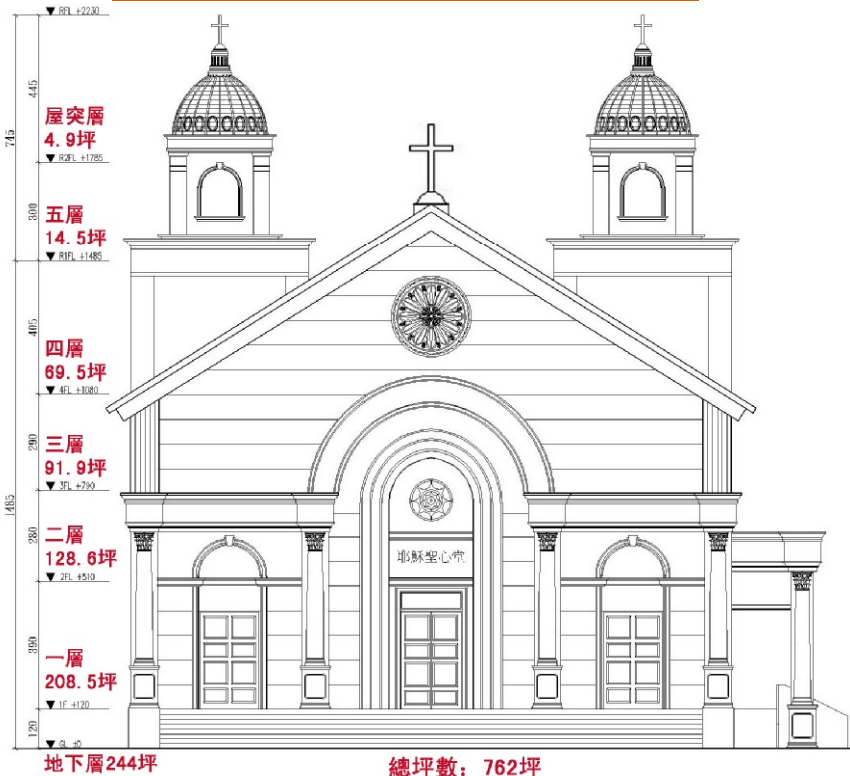 ▼ RFL +2230
445
745
屋突層
4.9坪
▼ R2FL +1785
300
五層
14.5坪
▼ R1FL +1485
405
四層
69.5坪
▼ 4FL +1080
290
三層
91.9坪
▼ 3FL +790
1485
280
二層
128.6坪
▼ 2FL +510
耶穌聖心堂
390
一層
208.5坪
▼ 1F +120
120
▼ GL ±0
地下層244坪
總坪數: 762坪